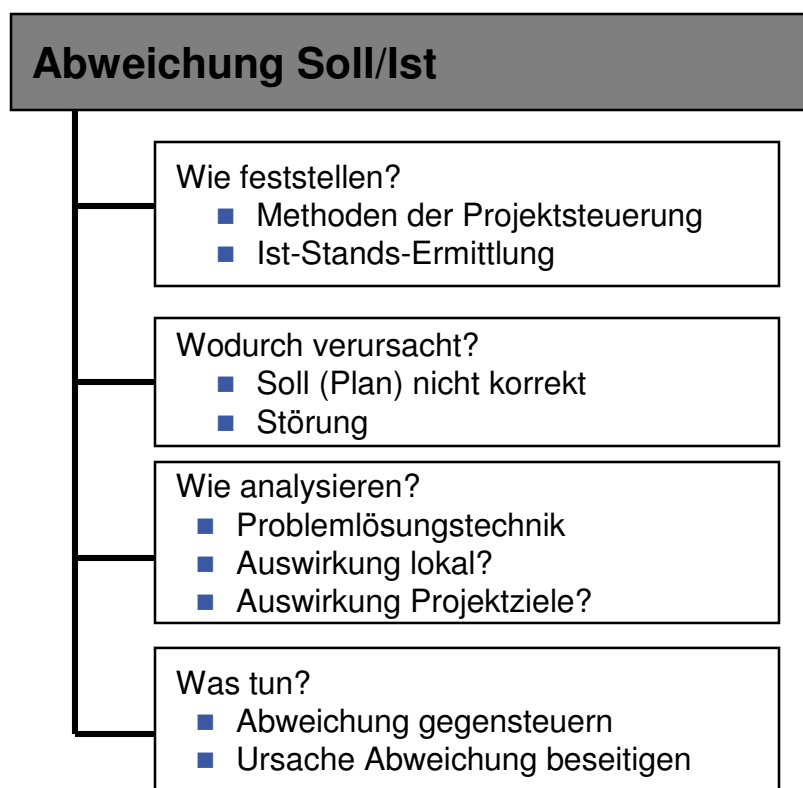 Abweichung Soll/Ist
Wie feststellen?
Methoden der Projektsteuerung
Ist-Stands-Ermittlung
Wodurch verursacht?
Soll (Plan) nicht korrekt
Störung
Wie analysieren?
Problemlösungstechnik
Auswirkung lokal?
Auswirkung Projektziele?
Was tun?
Abweichung gegensteuern
Ursache Abweichung beseitigen